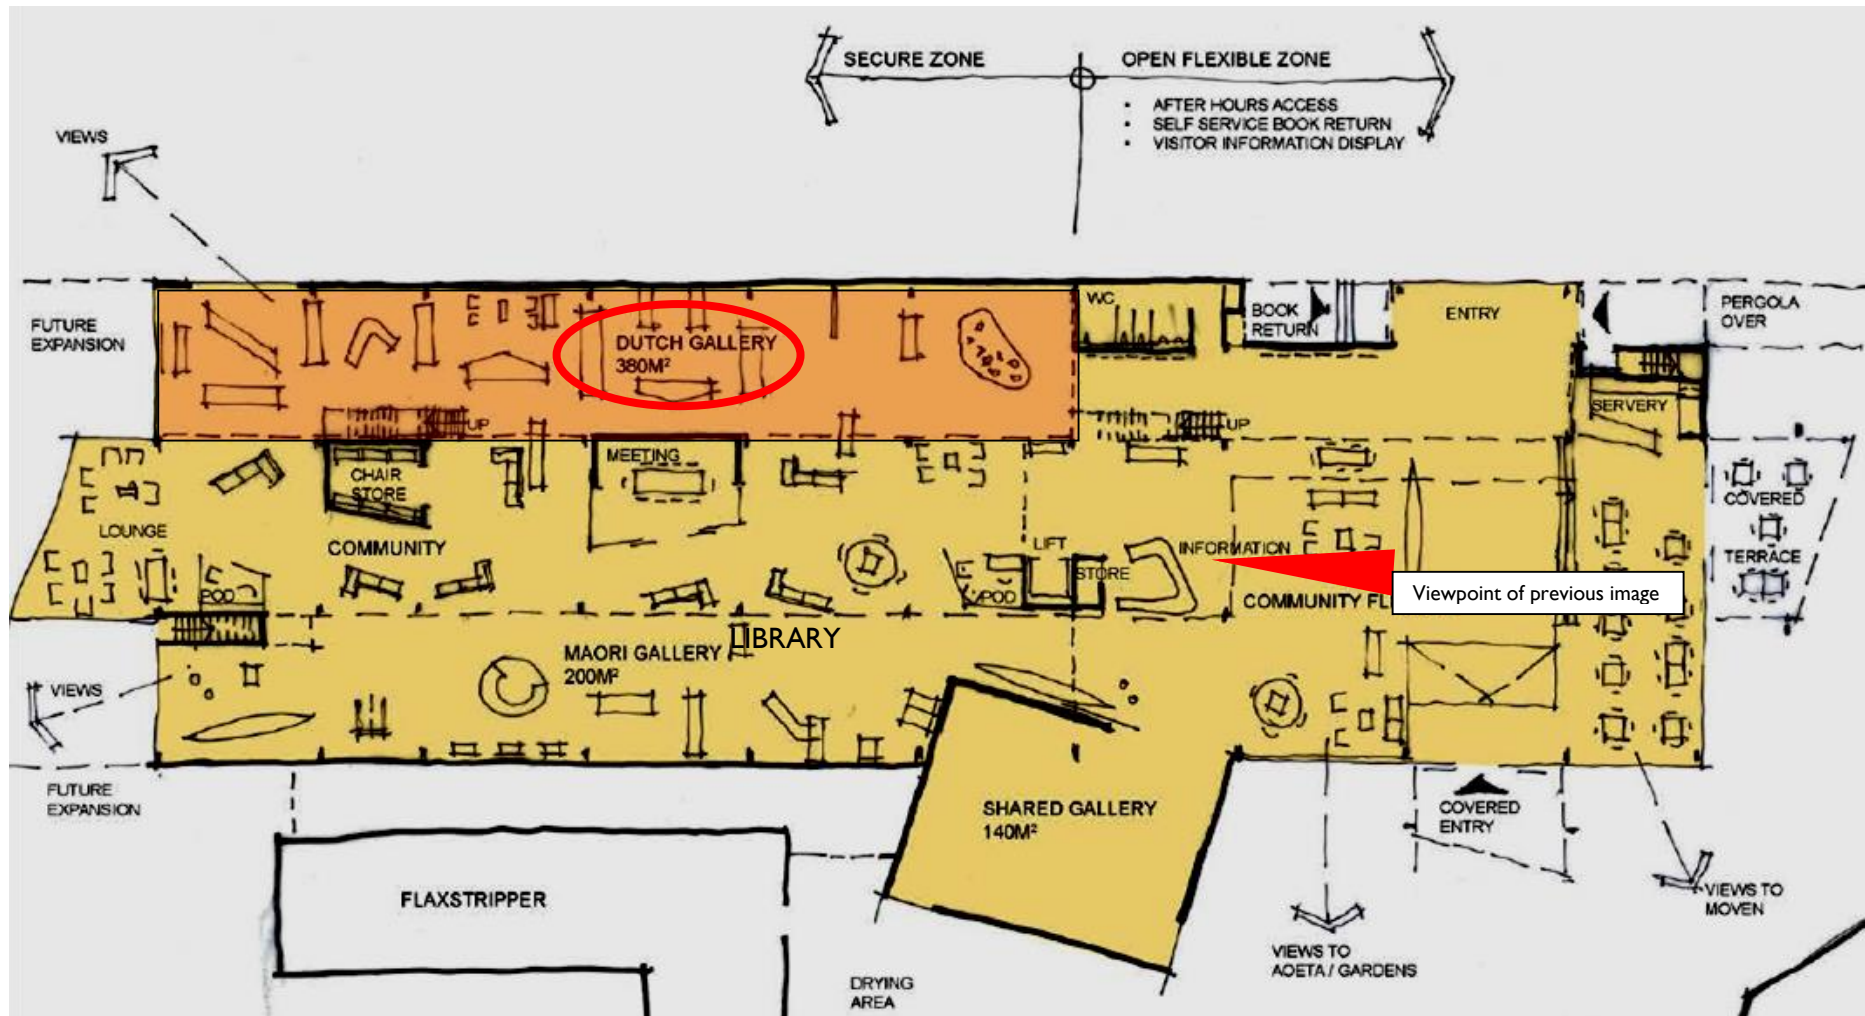 SECURE ZONE
OPEN FLEXIBLE ZONE
AFTER HOURS ACCESS
SELF SERVICE BOOK RETURN
VISITOR INFORMATION DISPLAY
VIEWS
FUTURE
EXPANSION
DUTCH GALLERY
380M²
WC
BOOK
RETURN
ENTRY
PERGOLA
OVER
UP
UP
SERVERY
MEETING
CHAIR
STORE
LOUNGE
COMMUNITY
POD
LIFT
STORE
POD
INFORMATION
COMMUNITY
Viewpoint of previous image
COVERED
TERRACE
LIBRARY
MAORI GALLERY
200M²
VIEWS
FUTURE
EXPANSION
SHARED GALLERY
140M²
COVERED
ENTRY
FLAXSTRIPPER
DRYING
AREA
VIEWS TO
AOETA / GARDENS
VIEWS TO
MOVEN